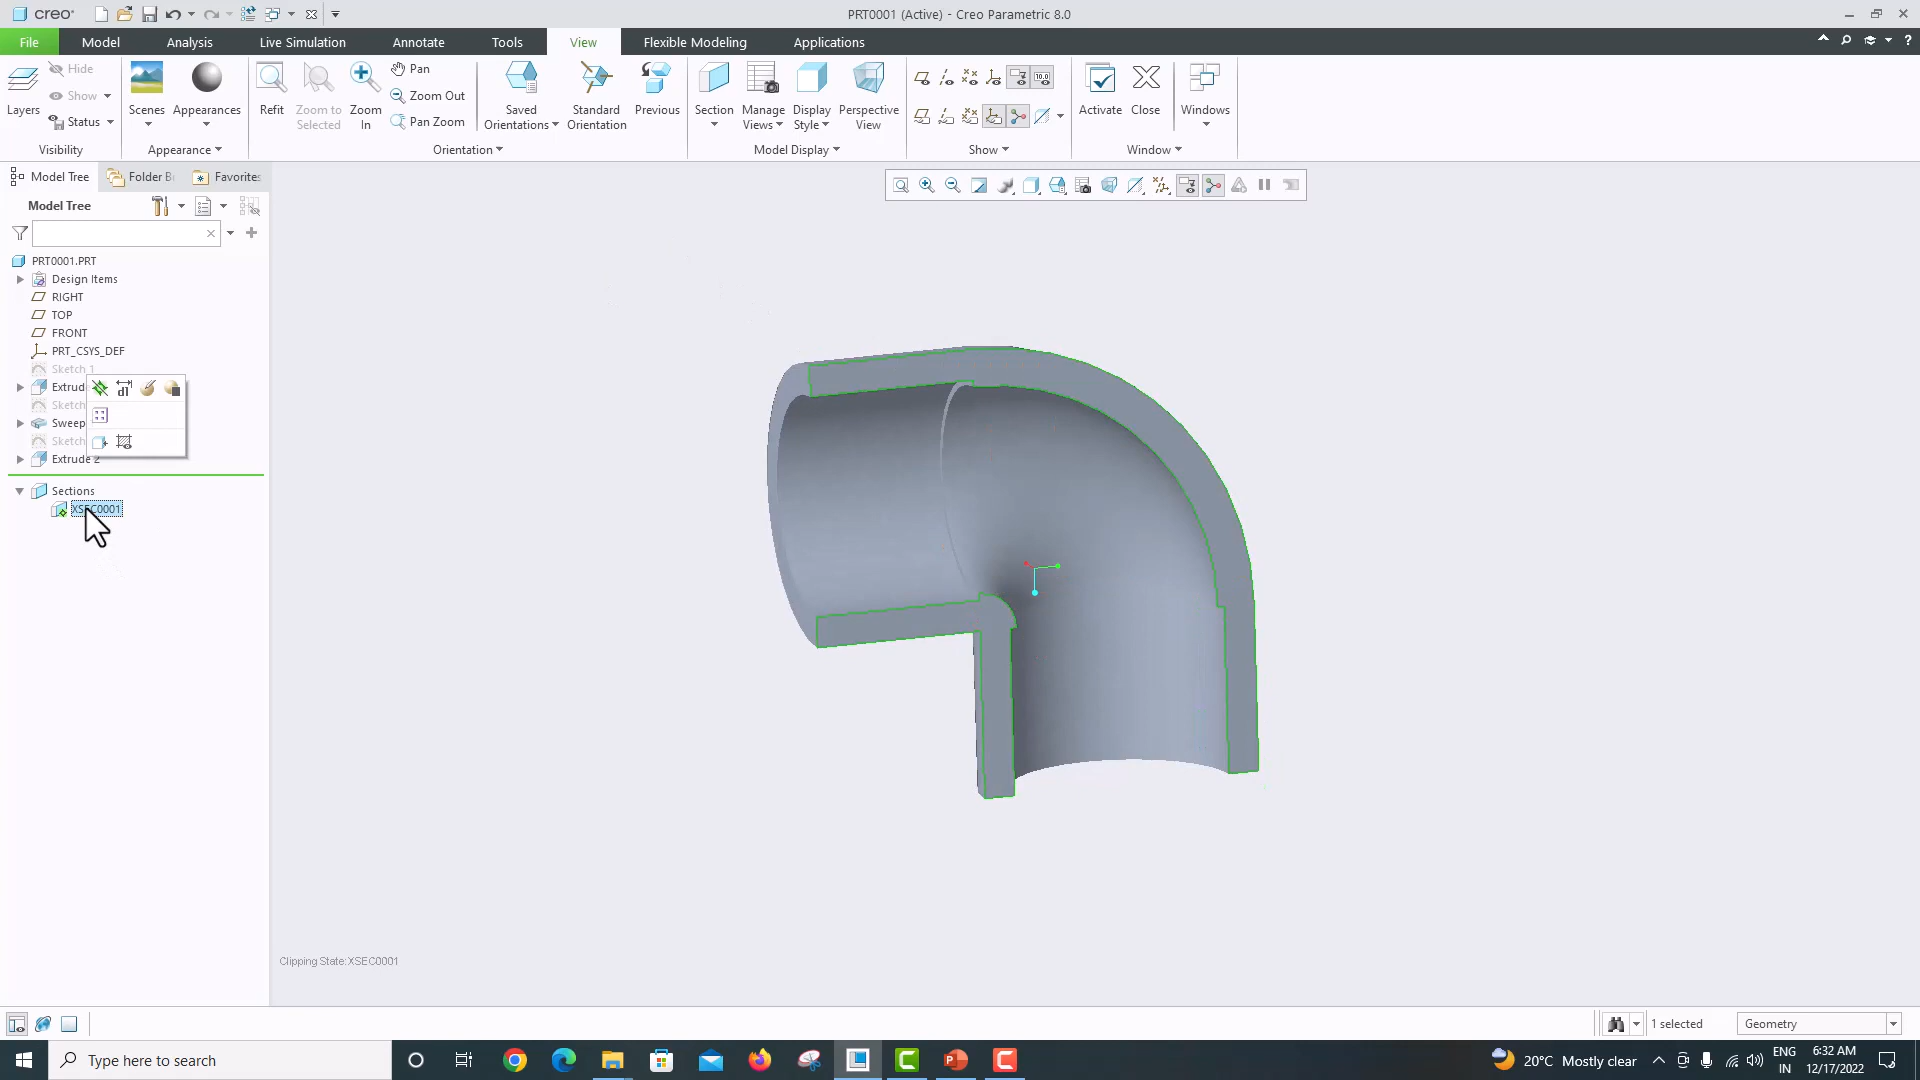 creo
PRT0001 (Active) - Creo Parametric 8.0
File Model Analysis Live Simulation Annotate Tools View Flexible Modeling Applications
Layers
Hide
Show
Status
Visibility
Scenes
Appearances
Appearance
Refit
Zoom to Selected
Zoom In
Pan
Zoom Out
Pan Zoom
Saved Orientations
Standard Orientation
Previous
Orientation
Section
Manage Views
Display Style
Perspective View
Model Display
10.0
Show
Activate
Close
Windows
Window
Model Tree
Folder B
Favorites
Model Tree
PRT0001.PRT
Design Items
RIGHT
TOP
FRONT
PRT_CSYS_DEF
Sketch 1
Extrud
Sketch
Sweep
Sketch
Extrude 2
Sections
XSEC0001
Clipping State:XSEC0001
1 selected
Geometry
Type here to search
20°C Mostly clear
ENG
IN
6:32 AM
12/17/2022